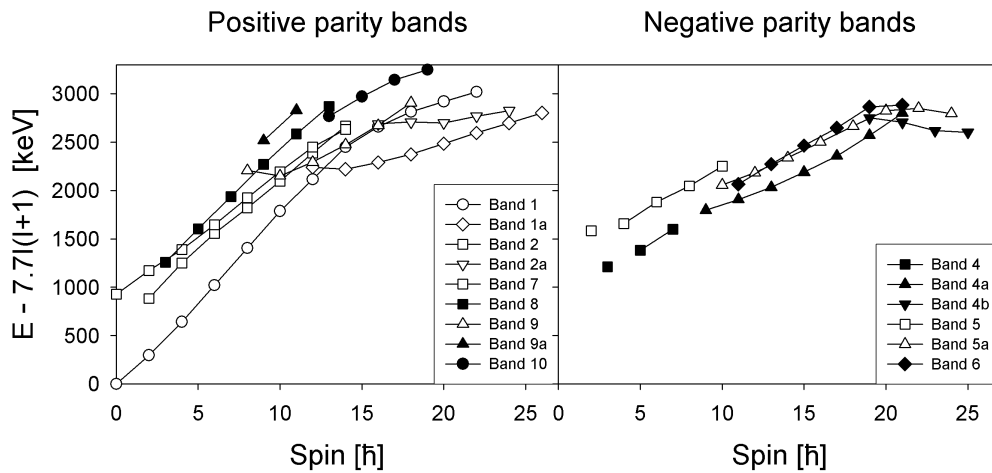 Positive parity bands
Negative parity bands
E - 7.7I(I+1) [keV]
3000
2500
2000
1500
1000
500
0
0 5 10 15 20 25
Spin [ħ]
Band 1
Band 1a
Band 2
Band 2a
Band 7
Band 8
Band 9
Band 9a
Band 10
0 5 10 15 20 25
Spin [ħ]
Band 4
Band 4a
Band 4b
Band 5
Band 5a
Band 6